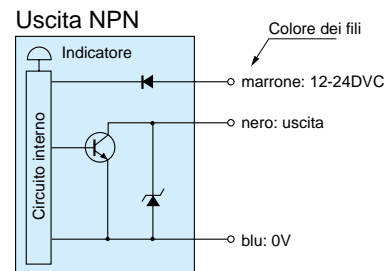 Uscita NPN
Colore dei fili
Indicatore
marrone: 12-24DVC
nero: uscita
Circuito interno
blu: 0V